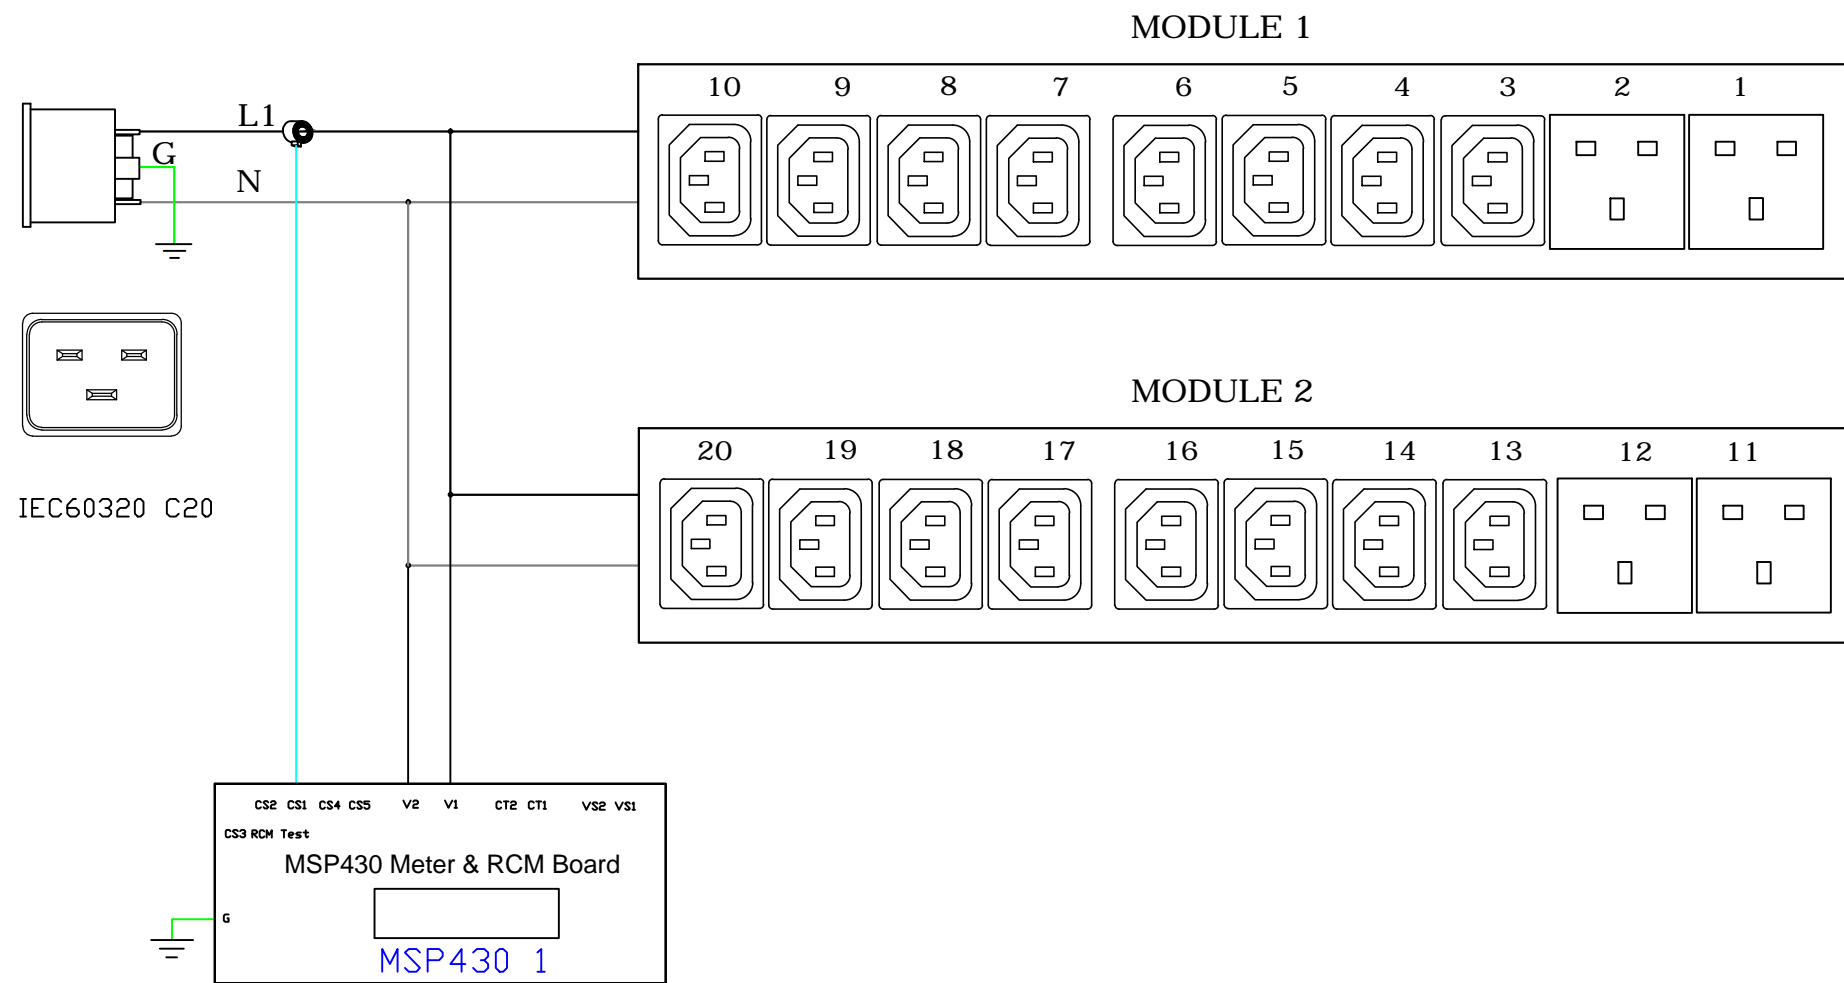 MODULE 1
10 9 8 7 6 5 4 3 2 1
L1
G
N
MODULE 2
20 19 18 17 16 15 14 13 12 11
IEC60320 C20
CS2 CS1 CS4 CS5 V2 V1 CT2 CT1 VS2 VS1
CS3 RCM Test
MSP430 Meter & RCM Board
G
MSP430 1